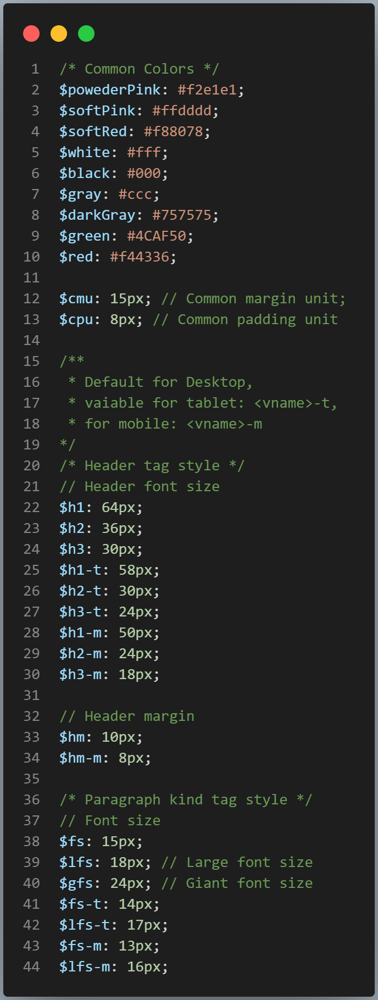 1 /* Common Colors */
2 $powederPink: #f2e1e1;
3 $softPink: #ffdddd;
4 $softRed: #f88078;
5 $white: #fff;
6 $black: #000;
7 $gray: #ccc;
8 $darkGray: #757575;
9 $green: #4CAF50;
10 $red: #f44336;
11
12 $cmu: 15px; // Common margin unit;
13 $cpu: 8px; // Common padding unit
14
15 /**
16  * Default for Desktop,
17  * vaiable for tablet: <vname>-t,
18  * for mobile: <vname>-m
19 */
20 /* Header tag style */
21 // Header font size
22 $h1: 64px;
23 $h2: 36px;
24 $h3: 30px;
25 $h1-t: 58px;
26 $h2-t: 30px;
27 $h3-t: 24px;
28 $h1-m: 50px;
29 $h2-m: 24px;
30 $h3-m: 18px;
31
32 // Header margin
33 $hm: 10px;
34 $hm-m: 8px;
35
36 /* Paragraph kind tag style */
37 // Font size
38 $fs: 15px;
39 $lfs: 18px; // Large font size
40 $gfs: 24px; // Giant font size
41 $fs-t: 14px;
42 $lfs-t: 17px;
43 $fs-m: 13px;
44 $lfs-m: 16px;